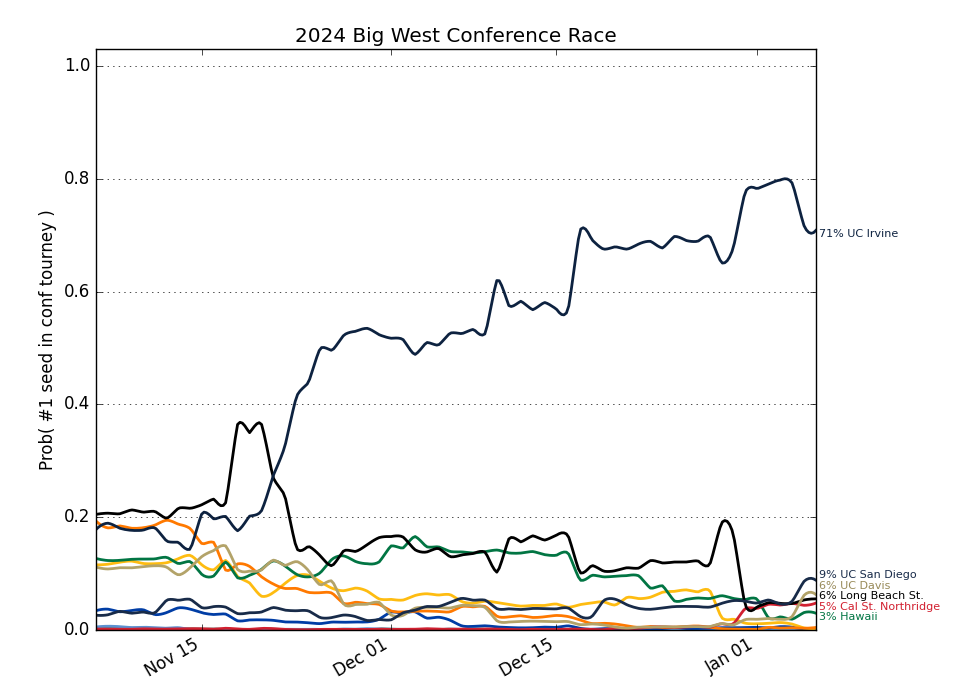 2024 Big West Conference Race
Prob( #1 seed in conf tourney )
1.0
0.8
0.6
0.4
0.2
0.0
Nov 15
Dec 01
Dec 15
Jan 01
71% UC Irvine
9% UC San Diego
6% UC Davis
6% Long Beach St.
5% Cal St. Northridge
3% Hawaii